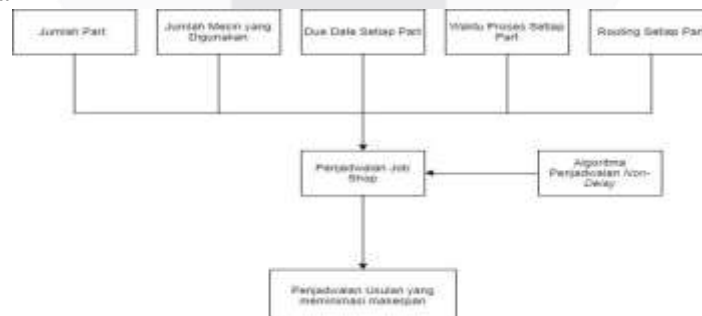 Jumlah Part
Jumlah Mesin yang
Digunakan
Due Date Setiap Part
Waktu Proses Setiap
Part
Routing Setiap Part
Penjadwalan Job
Shop
Algoritma
Penjadwalan Non-
Delay
Penjadwalan Usulan yang
meminimasi makespan